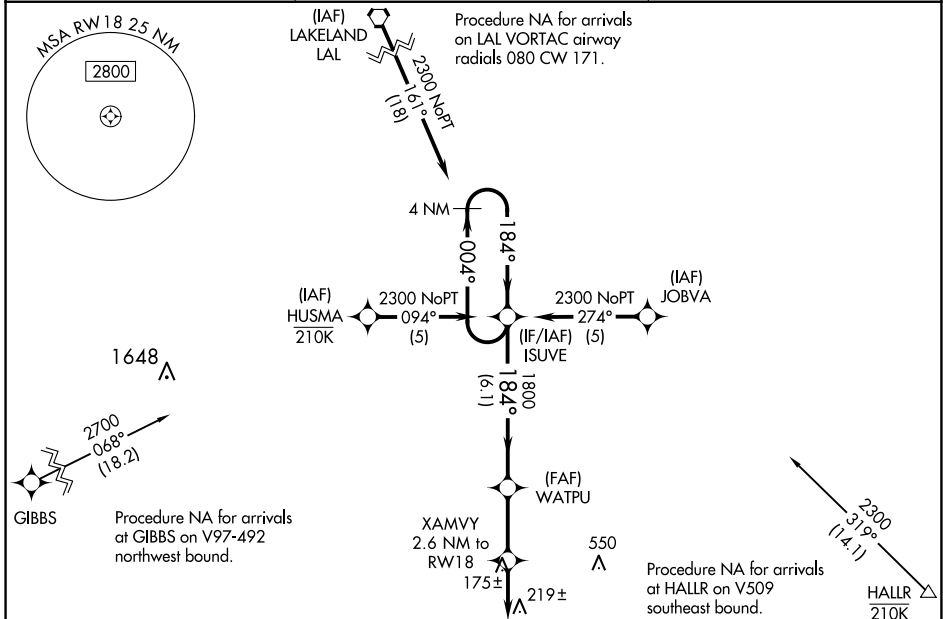 MSA RW18 25 NM
2800
(IAF)
LAKELAND
LAL
Procedure NA for arrivals
on LAL VORTAC airway
radials 080 CW 171.
2300 NoPT
161°
(18)
4 NM
004°
184°
(IAF)
HUSMA
210K
2300 NoPT
094°
(5)
(IF/IAF)
ISUVE
2300 NoPT
274°
(5)
(IAF)
JOBVA
1648
1800
184°
(6.1)
2700
068°
(18.2)
GIBBS
Procedure NA for arrivals
at GIBBS on V97-492
northwest bound.
(FAF)
WATPU
XAMVY
2.6 NM to
RW18
175±
219±
550
2300
319°
(14.1)
Procedure NA for arrivals
at HALLR on V509
southeast bound.
HALLR
210K